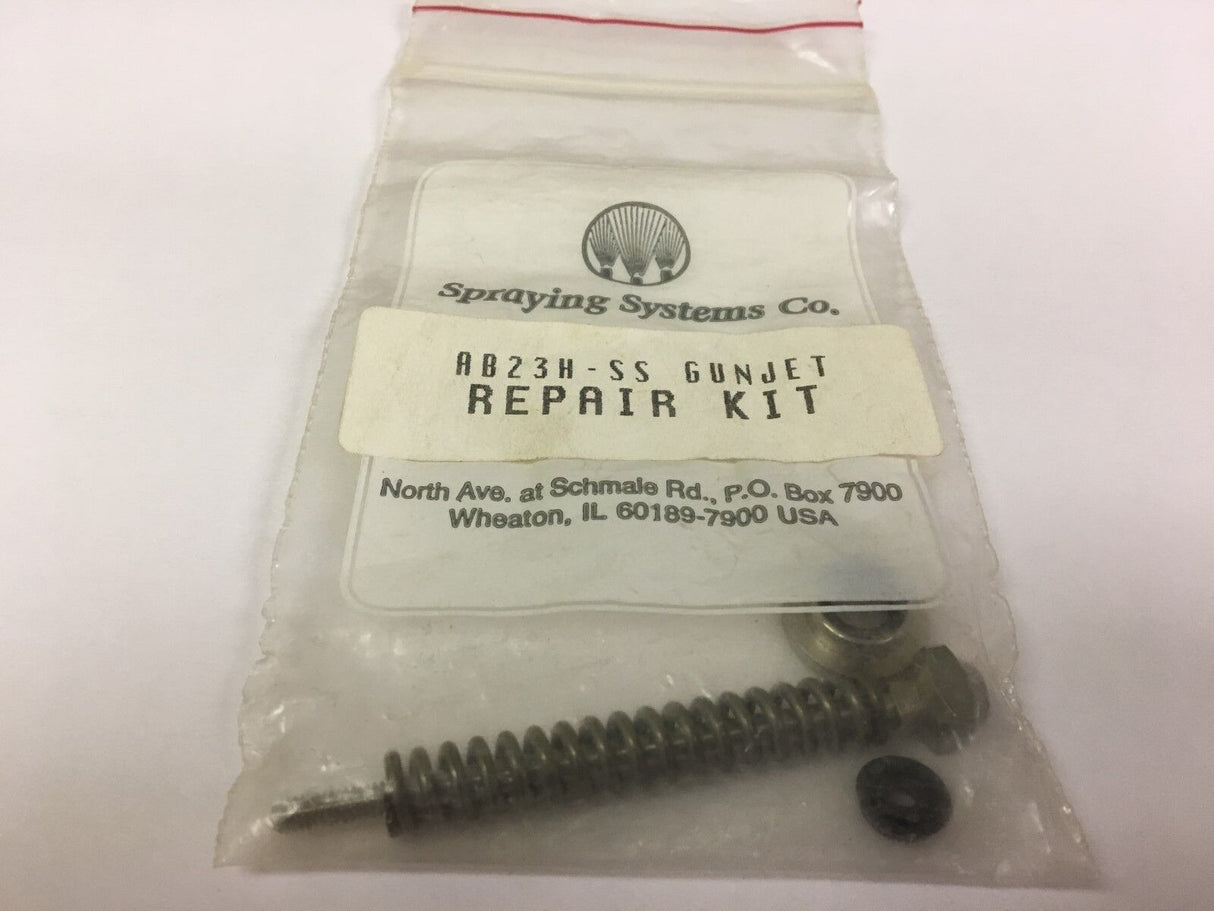 Spraying Systems Co.
AB23H-SS GUNJET
REPAIR KIT
North Ave. at Schmale Rd., P.O. Box 7900
Wheaton, IL 60189-7900 USA